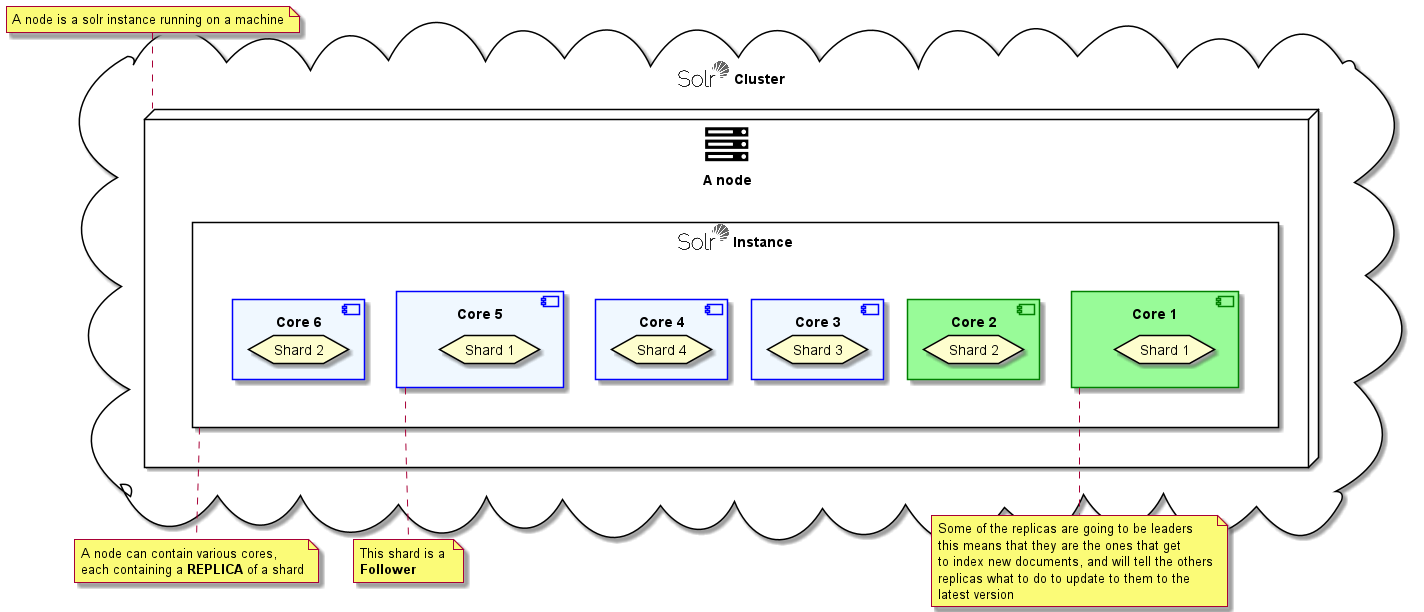 A node is a solr instance running on a machine
Solr Cluster
A node
Solr Instance
Core 6
Shard 2
Core 5
Shard 1
Core 4
Shard 4
Core 3
Shard 3
Core 2
Shard 2
Core 1
Shard 1
A node can contain various cores,
each containing a REPLICA of a shard
This shard is a
Follower
Some of the replicas are going to be leaders
this means that they are the ones that get
to index new documents, and will tell the others
replicas what to do to update to them to the
latest version